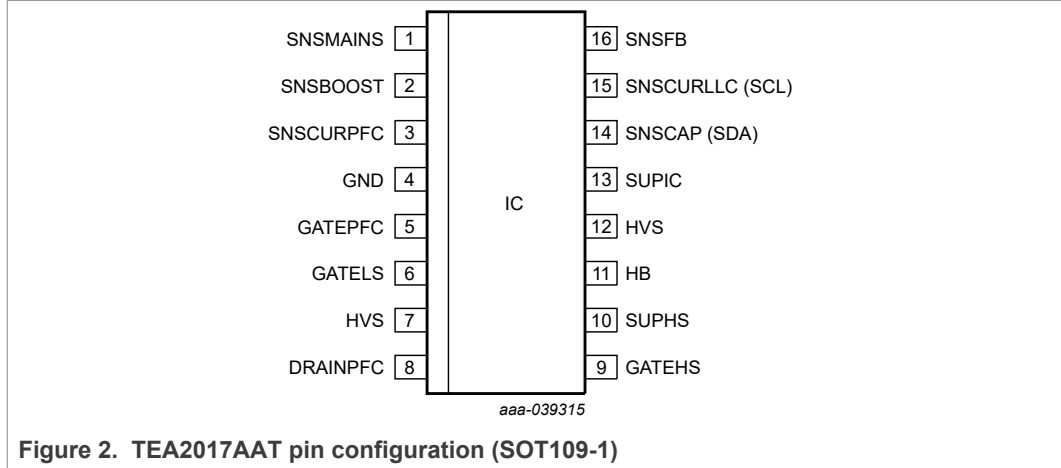 SNSMAINS 1 16 SNSFB
SNSBOOST 2 15 SNSCURLLC (SCL)
SNSCURPFC 3 14 SNSCAP (SDA)
GND 4 13 SUPIC
IC
GATEPFC 5 12 HVS
GATELS 6 11 HB
HVS 7 10 SUPHS
DRAINPFC 8 9 GATEHS
aaa-039315
Figure 2. TEA2017AAT pin configuration (SOT109-1)